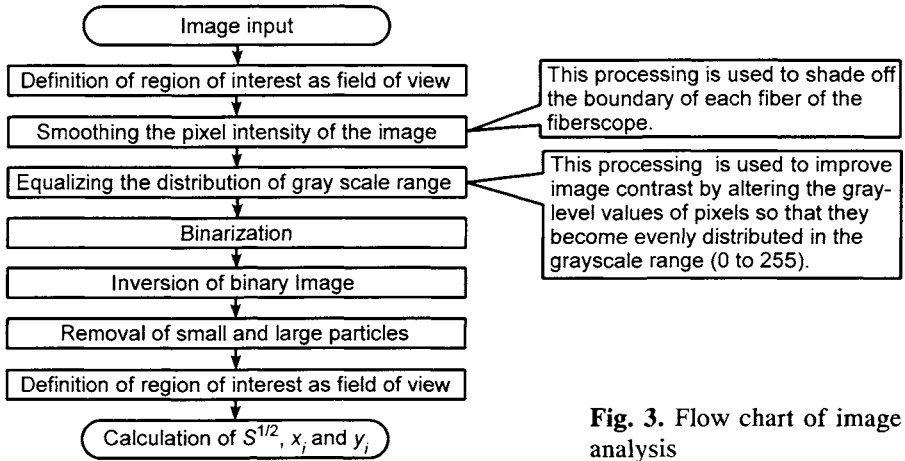 Image input
Definition of region of interest as field of view
Smoothing the pixel intensity of the image
This processing is used to shade off
the boundary of each fiber of the
fiberscope.
Equalizing the distribution of gray scale range
This processing is used to improve
image contrast by altering the gray-
level values of pixels so that they
become evenly distributed in the
grayscale range (0 to 255).
Binarization
Inversion of binary Image
Removal of small and large particles
Definition of region of interest as field of view
Calculation of S^1/2, x_i and y_i
Fig. 3. Flow chart of image
analysis